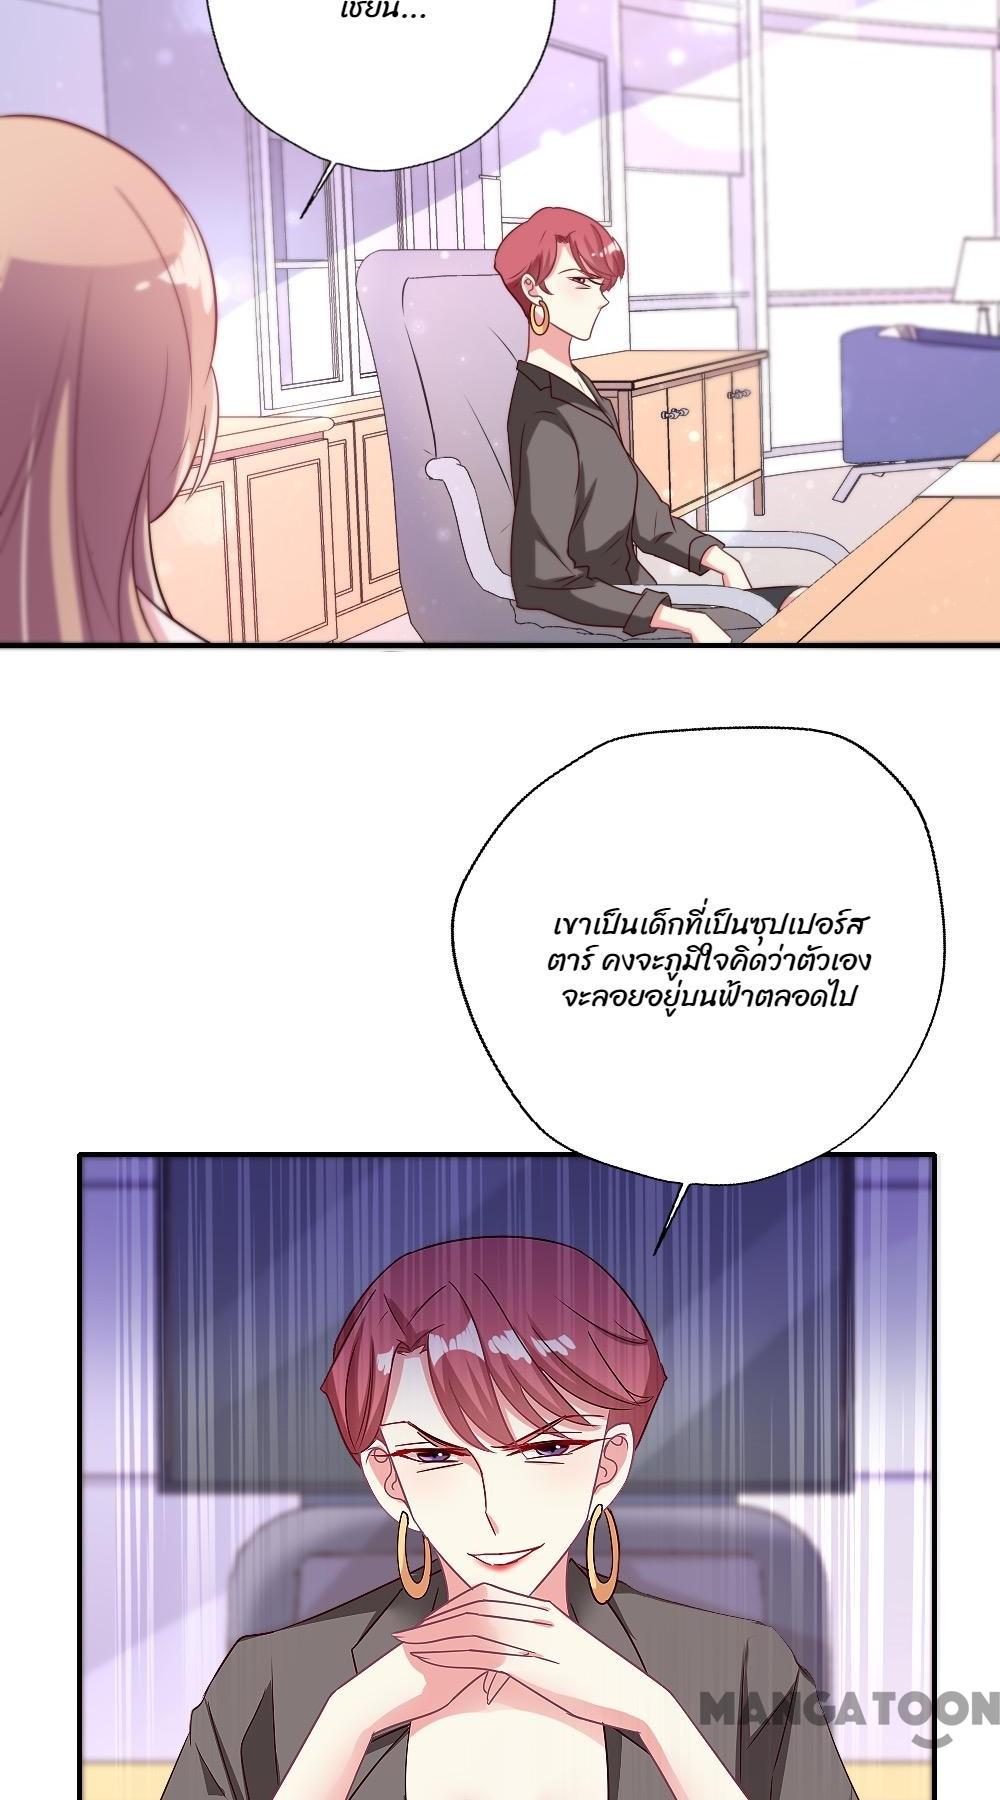 เซียน...
เขาเป็นเด็กที่เป็นซุปเปอร์ส
ตาร์ คงจะภูมิใจคิดว่าตัวเอง
จะลอยอยู่บนฟ้าตลอดไป
MANGATOON